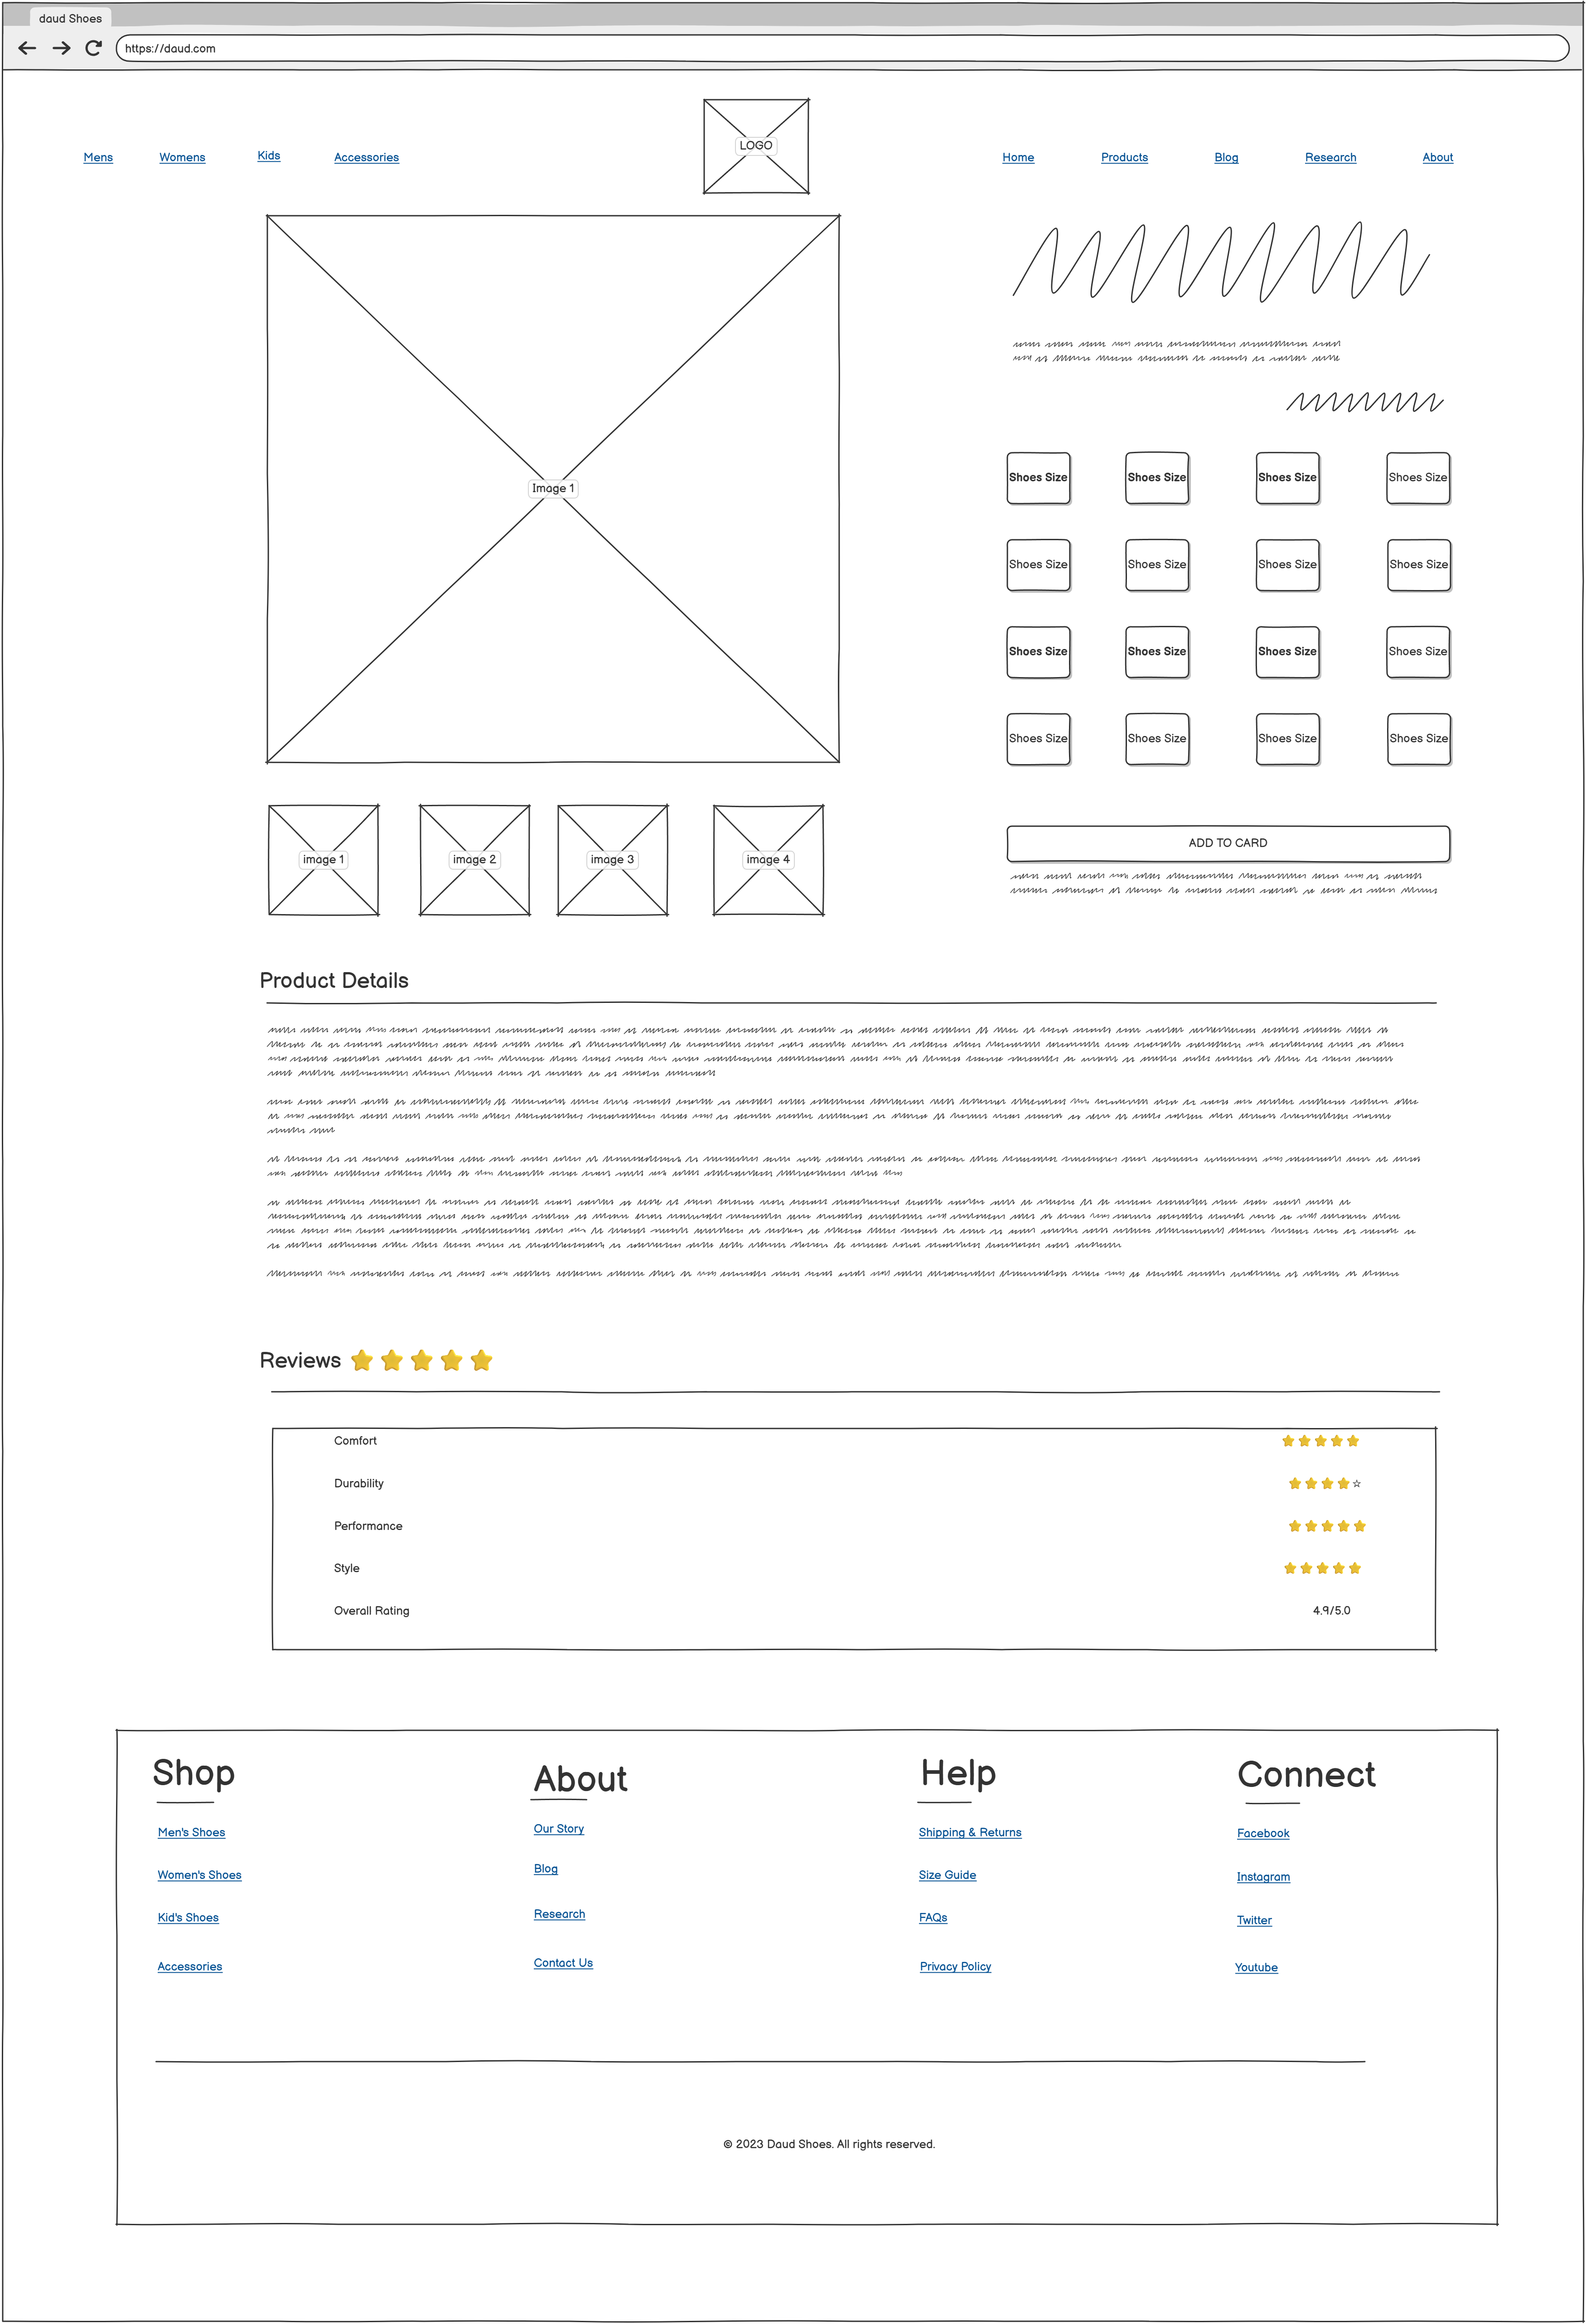 daud Shoes
https://daud.com
LOGO
Mens Womens Kids Accessories
Home Products Blog Research About
Image 1
image 1 image 2 image 3 image 4
Shoes Size Shoes Size Shoes Size Shoes Size
Shoes Size Shoes Size Shoes Size Shoes Size
Shoes Size Shoes Size Shoes Size Shoes Size
Shoes Size Shoes Size Shoes Size Shoes Size
ADD TO CARD
Product Details
Reviews
Comfort
Durability
Performance
Style
Overall Rating 4.9/5.0
Shop
Men's Shoes
Women's Shoes
Kid's Shoes
Accessories
About
Our Story
Blog
Research
Contact Us
Help
Shipping & Returns
Size Guide
FAQs
Privacy Policy
Connect
Facebook
Instagram
Twitter
Youtube
© 2023 Daud Shoes. All rights reserved.